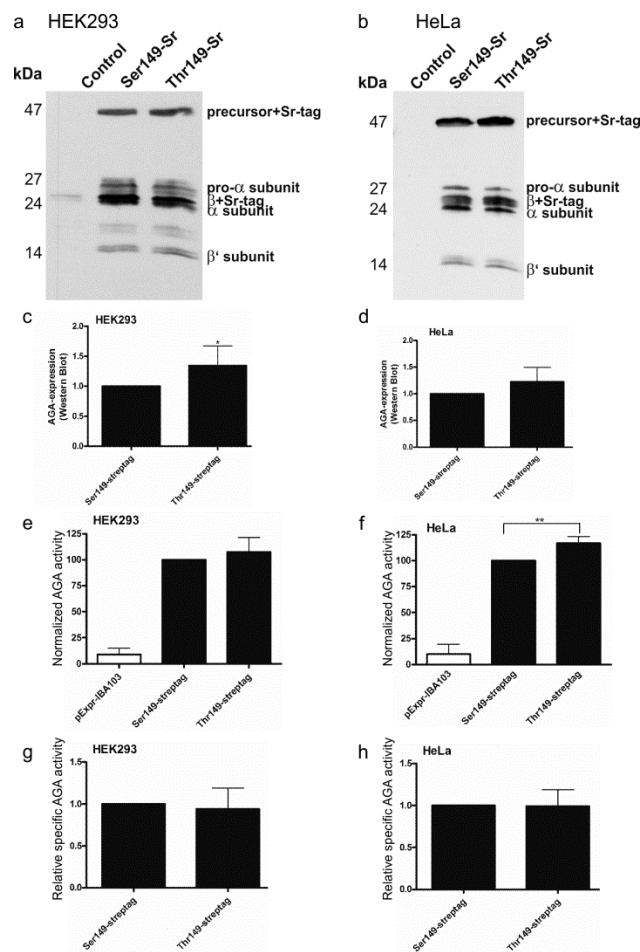 a HEK293
Control
Ser149-Sr
Thr149-Sr
kDa
47
27
24
14
precursor+Sr-tag
pro-α subunit
β+Sr-tag
α subunit
β' subunit
b HeLa
Control
Ser149-Sr
Thr149-Sr
kDa
47
27
24
14
precursor+Sr-tag
pro-α subunit
β+Sr-tag
α subunit
β' subunit
c
HEK293
AGA-expression
(Western Blot)
2.0
1.5
1.0
0.5
0.0
*
Ser149-streptag
Thr149-streptag
d
HeLa
AGA-expression
(Western Blot)
2.0
1.5
1.0
0.5
0.0
Ser149-streptag
Thr149-streptag
e
HEK293
Normalized AGA activity
125
100
75
50
25
0
pExpr-IBA103
Ser149-streptag
Thr149-streptag
f
HeLa
Normalized AGA activity
125
100
75
50
25
0
**
pExpr-IBA103
Ser149-streptag
Thr149-streptag
g
HEK293
Relative specific AGA activity
1.5
1.0
0.5
0.0
Ser149-streptag
Thr149-streptag
h
HeLa
Relative specific AGA activity
1.5
1.0
0.5
0.0
Ser149-streptag
Thr149-streptag